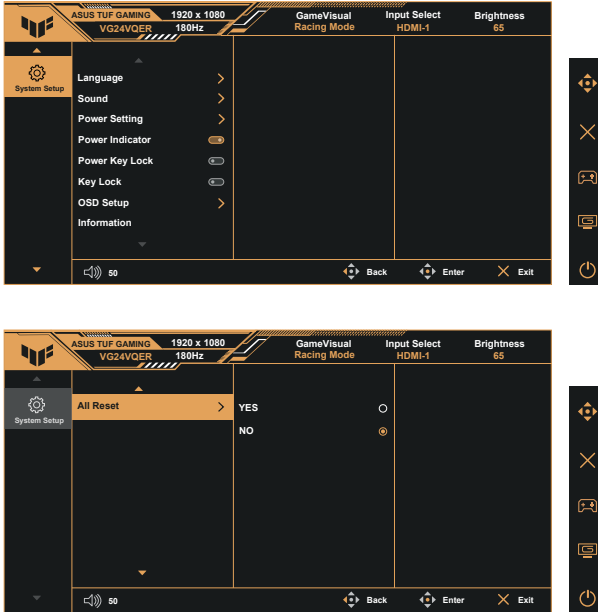 ASUS TUF GAMING 1920 x 1080 GameVisual Input Select Brightness
VG24VQER 180Hz Racing Mode HDMI-1 65
System Setup
Language
Sound
Power Setting
Power Indicator
Power Key Lock
Key Lock
OSD Setup
Information
50 Back Enter Exit
ASUS TUF GAMING 1920 x 1080 GameVisual Input Select Brightness
VG24VQER 180Hz Racing Mode HDMI-1 65
System Setup
All Reset YES
NO
50 Back Enter Exit